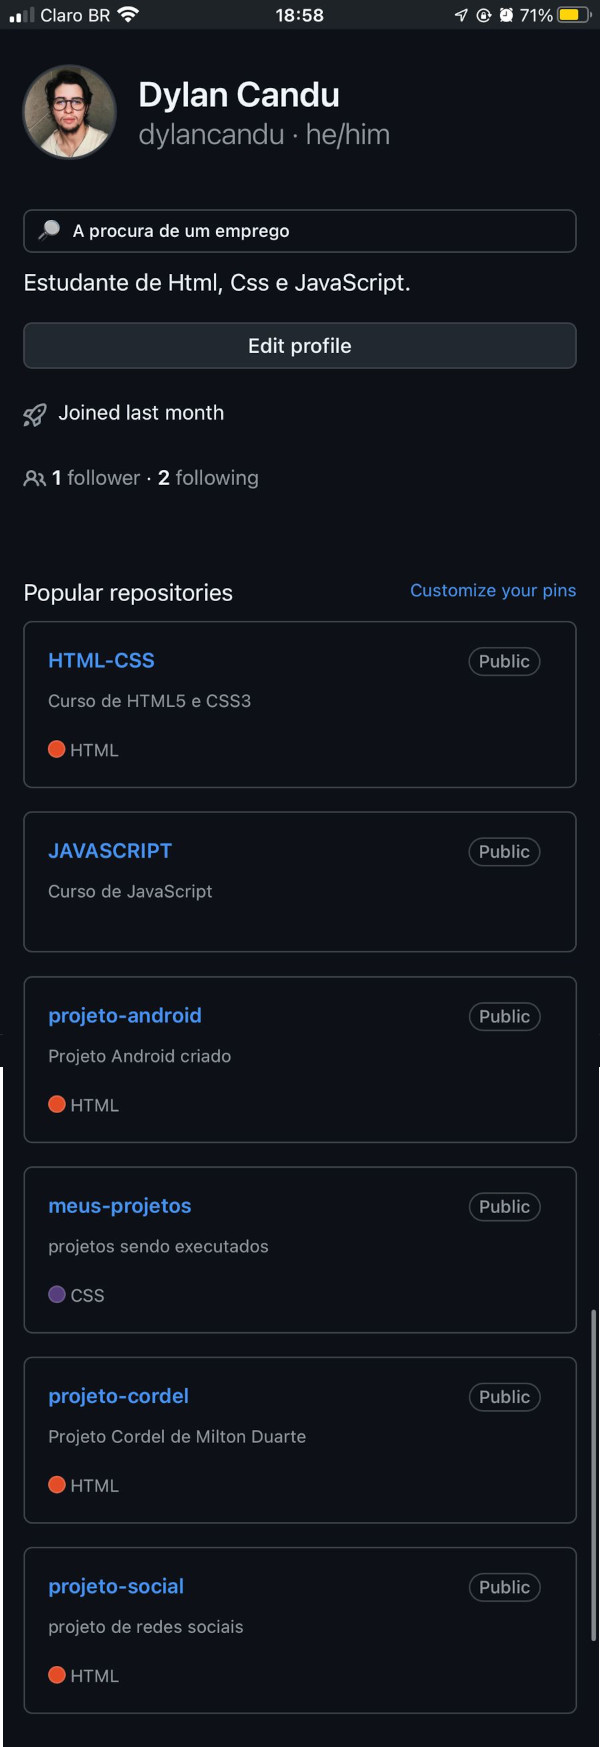 Claro BR 18:58 71%
Dylan Candu
dylancandu · he/him
A procura de um emprego
Estudante de Html, Css e JavaScript.
Edit profile
Joined last month
1 follower · 2 following
Popular repositories Customize your pins
HTML-CSS Public
Curso de HTML5 e CSS3
HTML
JAVASCRIPT Public
Curso de JavaScript
projeto-android Public
Projeto Android criado
HTML
meus-projetos Public
projetos sendo executados
CSS
projeto-cordel Public
Projeto Cordel de Milton Duarte
HTML
projeto-social Public
projeto de redes sociais
HTML